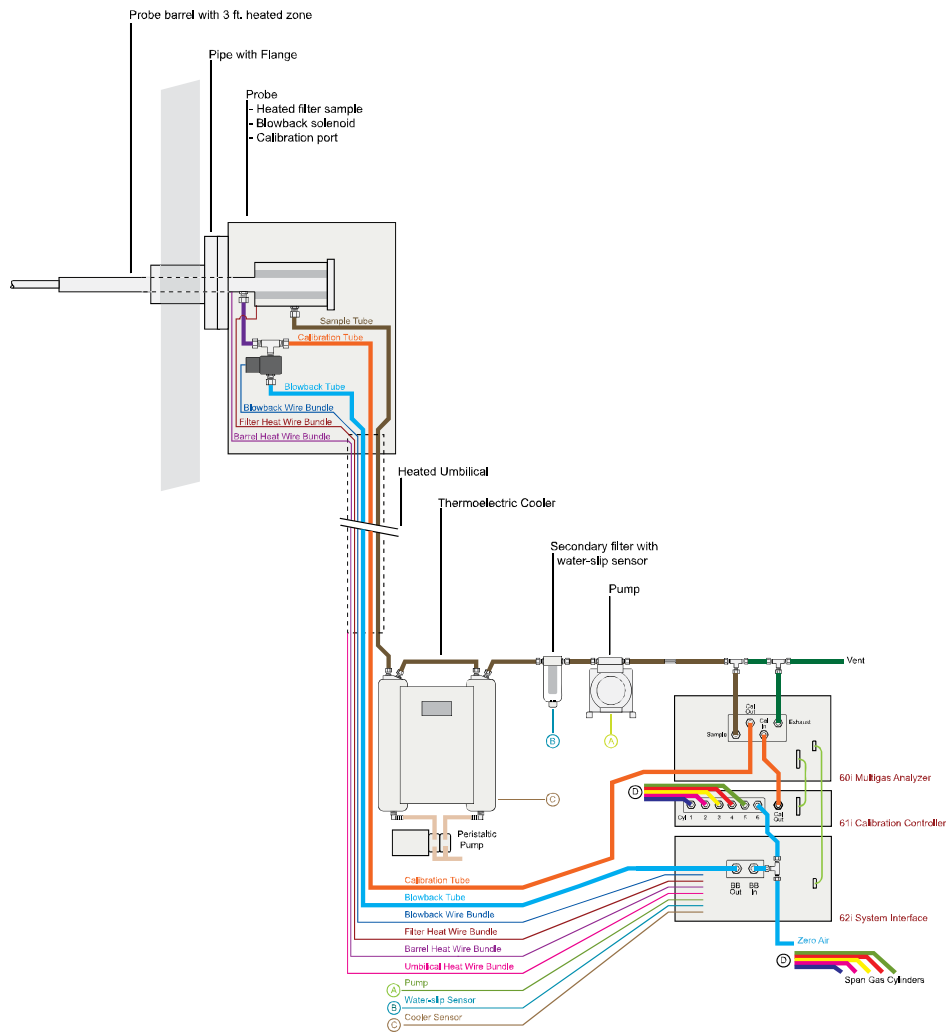 Probe barrel with 3 ft. heated zone
Pipe with Flange
Probe
- Heated filter sample
- Blowback solenoid
- Calibration port
Sample Tube
Calibration Tube
Blowback Tube
Blowback Wire Bundle
Filter Heat Wire Bundle
Barrel Heat Wire Bundle
Heated Umbilical
Thermoelectric Cooler
Secondary filter with
water-slip sensor
Pump
Vent
Cal
Out
Cal
In
Sample
Exhaust
B
A
60i Multigas Analyzer
C
D
Cyl 1 2 3 4 5 6
Cal
Out
61i Calibration Controller
Peristaltic
Pump
BB
Out
BB
In
62i System Interface
Calibration Tube
Blowback Tube
Blowback Wire Bundle
Filter Heat Wire Bundle
Barrel Heat Wire Bundle
Umbilical Heat Wire Bundle
A Pump
B Water-slip Sensor
C Cooler Sensor
Zero Air
D
Span Gas Cylinders